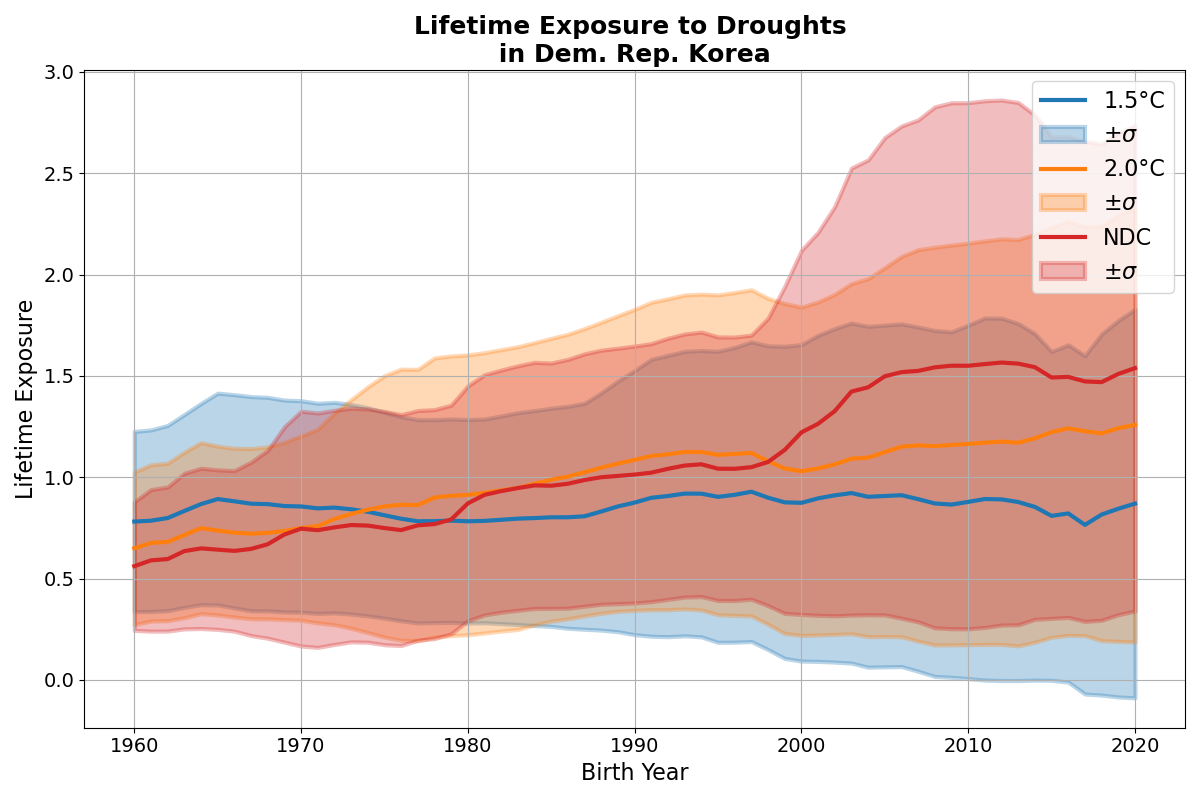 Lifetime Exposure to Droughts
in Dem. Rep. Korea
Lifetime Exposure
3.0
2.5
2.0
1.5
1.0
0.5
0.0
1.5°C
±σ
2.0°C
±σ
NDC
±σ
1960
1970
1980
1990
2000
2010
2020
Birth Year